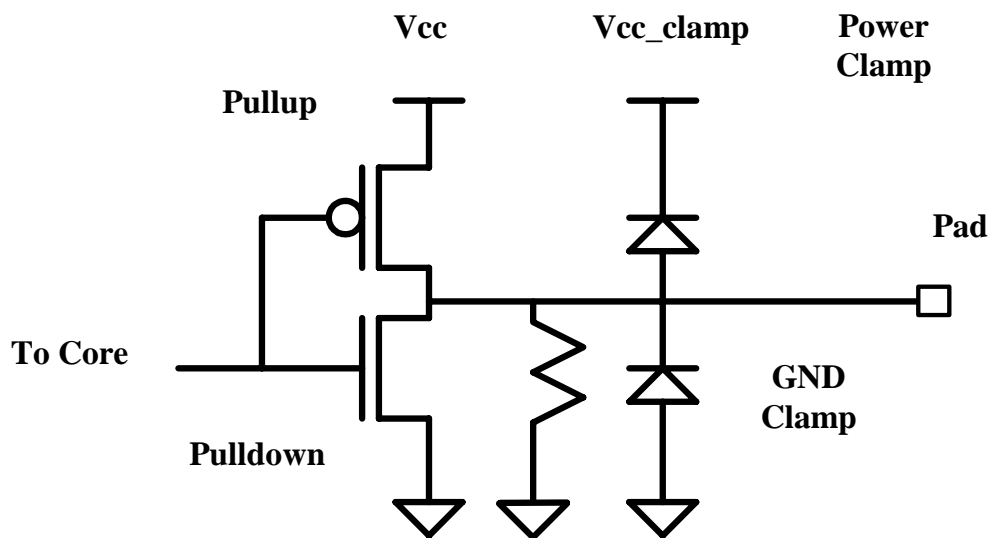 Vcc
Vcc_clamp
Power
Clamp
Pullup
Pad
To Core
GND
Clamp
Pulldown